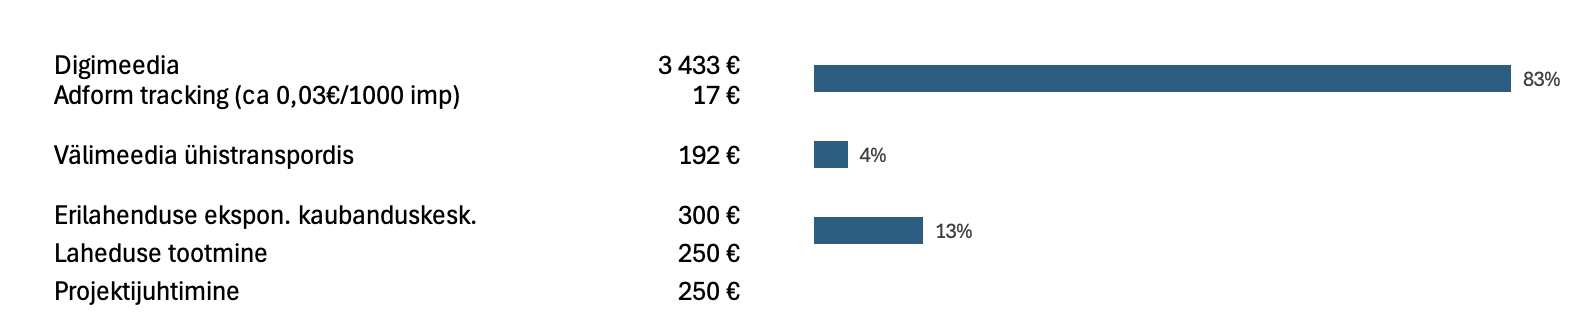 Digimeedia 3 433 € 83%
Adform tracking (ca 0,03€/1000 imp) 17 €
Välimeedia ühistranspordis 192 € 4%
Erilahenduse ekspon. kaubanduskesk. 300 € 13%
Laheduse tootmine 250 €
Projektijuhtimine 250 €